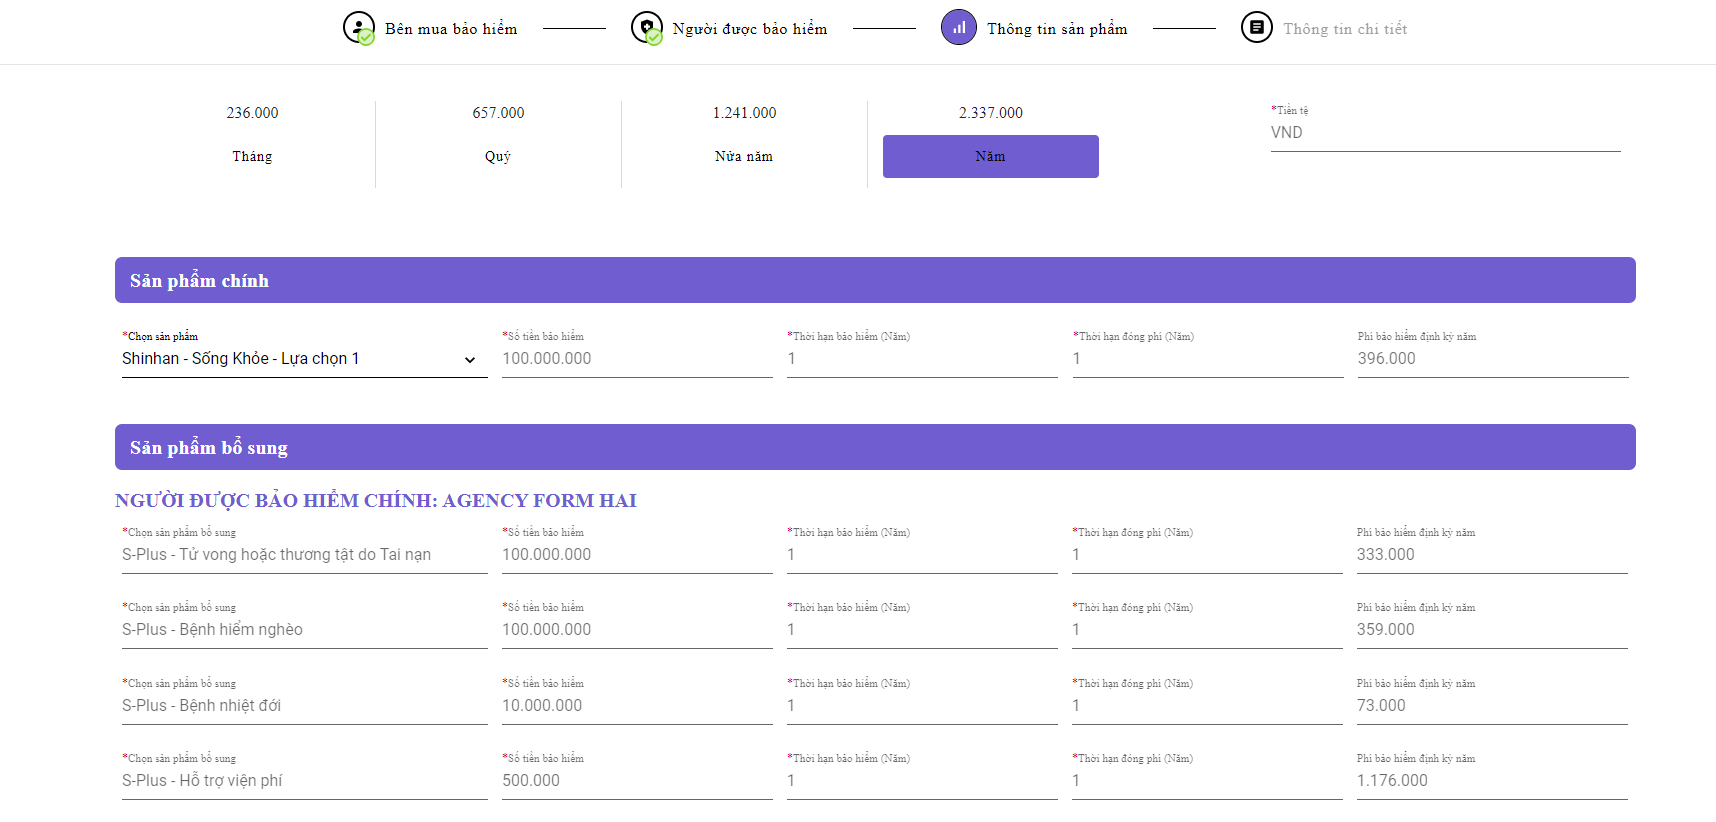 Bên mua bảo hiểm
Người được bảo hiểm
Thông tin sản phẩm
Thông tin chi tiết
236.000
657.000
1.241.000
2.337.000
Tháng
Quý
Nửa năm
Năm
*Tiền tệ
VND
Sản phẩm chính
*Chọn sản phẩm
*Số tiền bảo hiểm
*Thời hạn bảo hiểm (Năm)
*Thời hạn đóng phí (Năm)
Phí bảo hiểm định kỳ năm
Shinhan - Sống Khỏe - Lựa chọn 1
100.000.000
1
1
396.000
Sản phẩm bổ sung
NGƯỜI ĐƯỢC BẢO HIỂM CHÍNH: AGENCY FORM HAI
*Chọn sản phẩm bổ sung
*Số tiền bảo hiểm
*Thời hạn bảo hiểm (Năm)
*Thời hạn đóng phí (Năm)
Phí bảo hiểm định kỳ năm
S-Plus - Tử vong hoặc thương tật do Tai nạn
100.000.000
1
1
333.000
*Chọn sản phẩm bổ sung
*Số tiền bảo hiểm
*Thời hạn bảo hiểm (Năm)
*Thời hạn đóng phí (Năm)
Phí bảo hiểm định kỳ năm
S-Plus - Bệnh hiểm nghèo
100.000.000
1
1
359.000
*Chọn sản phẩm bổ sung
*Số tiền bảo hiểm
*Thời hạn bảo hiểm (Năm)
*Thời hạn đóng phí (Năm)
Phí bảo hiểm định kỳ năm
S-Plus - Bệnh nhiệt đới
10.000.000
1
1
73.000
*Chọn sản phẩm bổ sung
*Số tiền bảo hiểm
*Thời hạn bảo hiểm (Năm)
*Thời hạn đóng phí (Năm)
Phí bảo hiểm định kỳ năm
S-Plus - Hỗ trợ viện phí
500.000
1
1
1.176.000